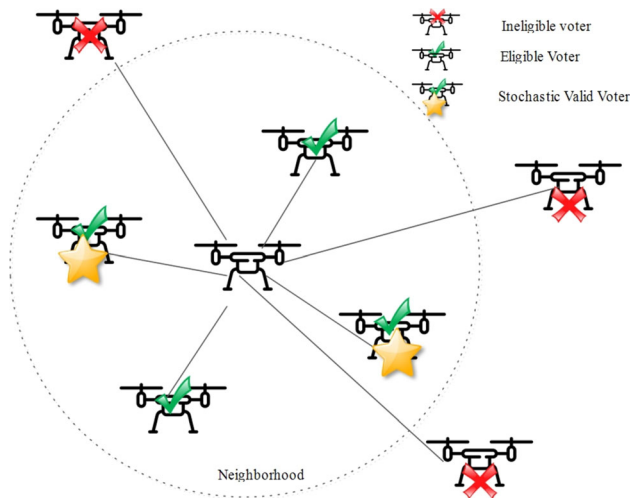 Ineligible voter
Eligible Voter
Stochastic Valid Voter
Neighborhood